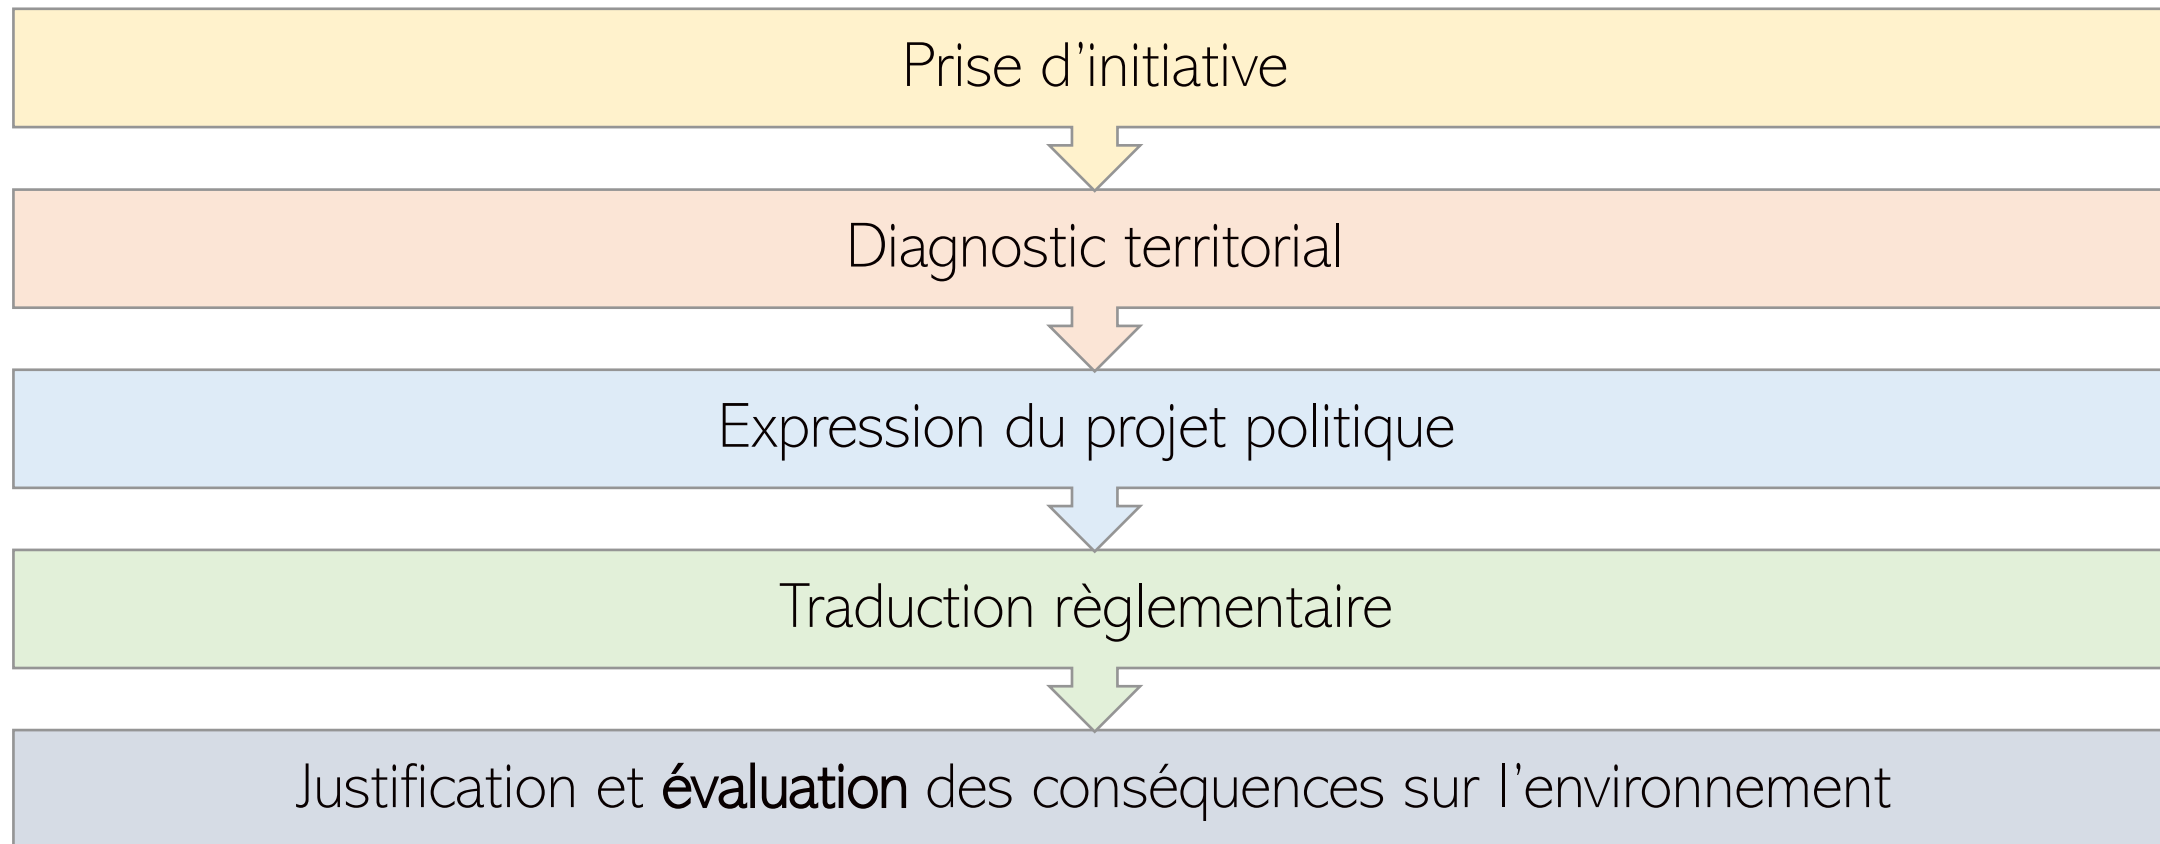 Prise d’initiative
Diagnostic territorial
Expression du projet politique
Traduction règlementaire
Justification et évaluation des conséquences sur l’environnement